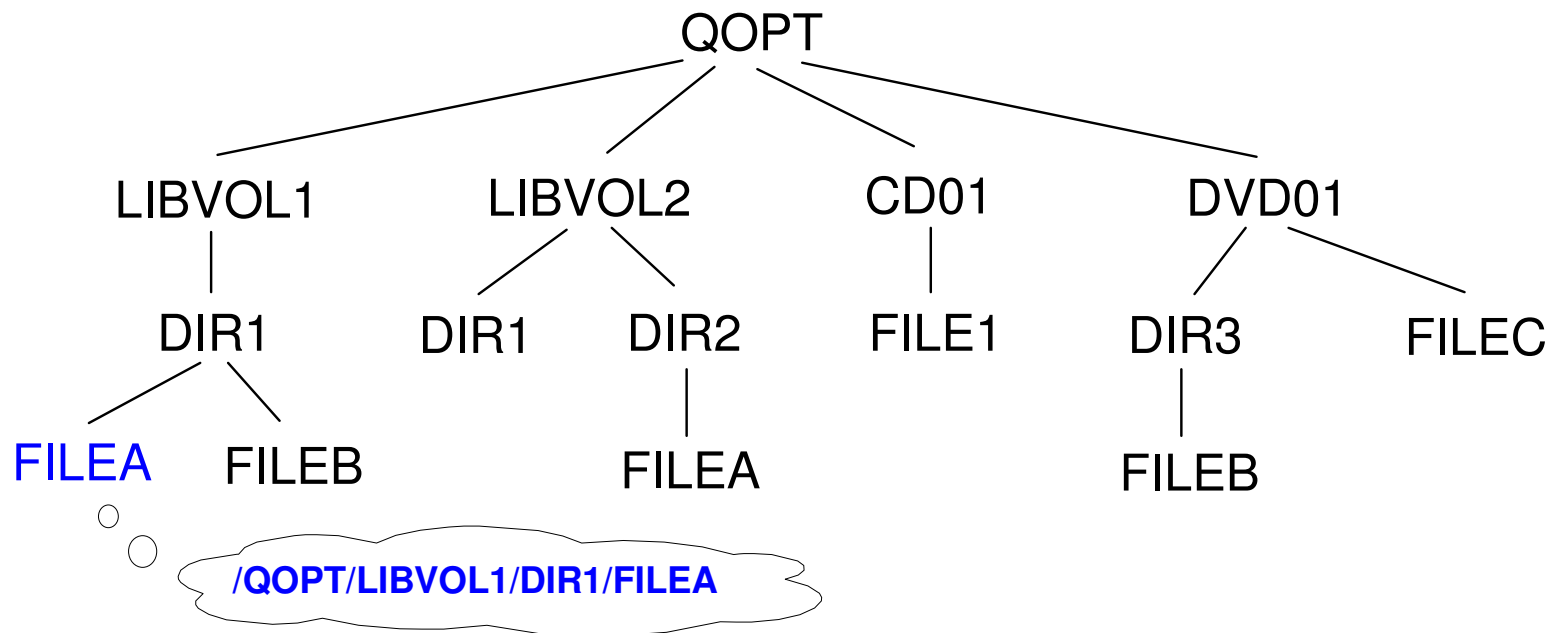 QOPT
LIBVOL1 LIBVOL2 CD01 DVD01
DIR1 DIR1 DIR2 FILE1 DIR3 FILEC
FILEA FILEB FILEA FILEB
/QOPT/LIBVOL1/DIR1/FILEA